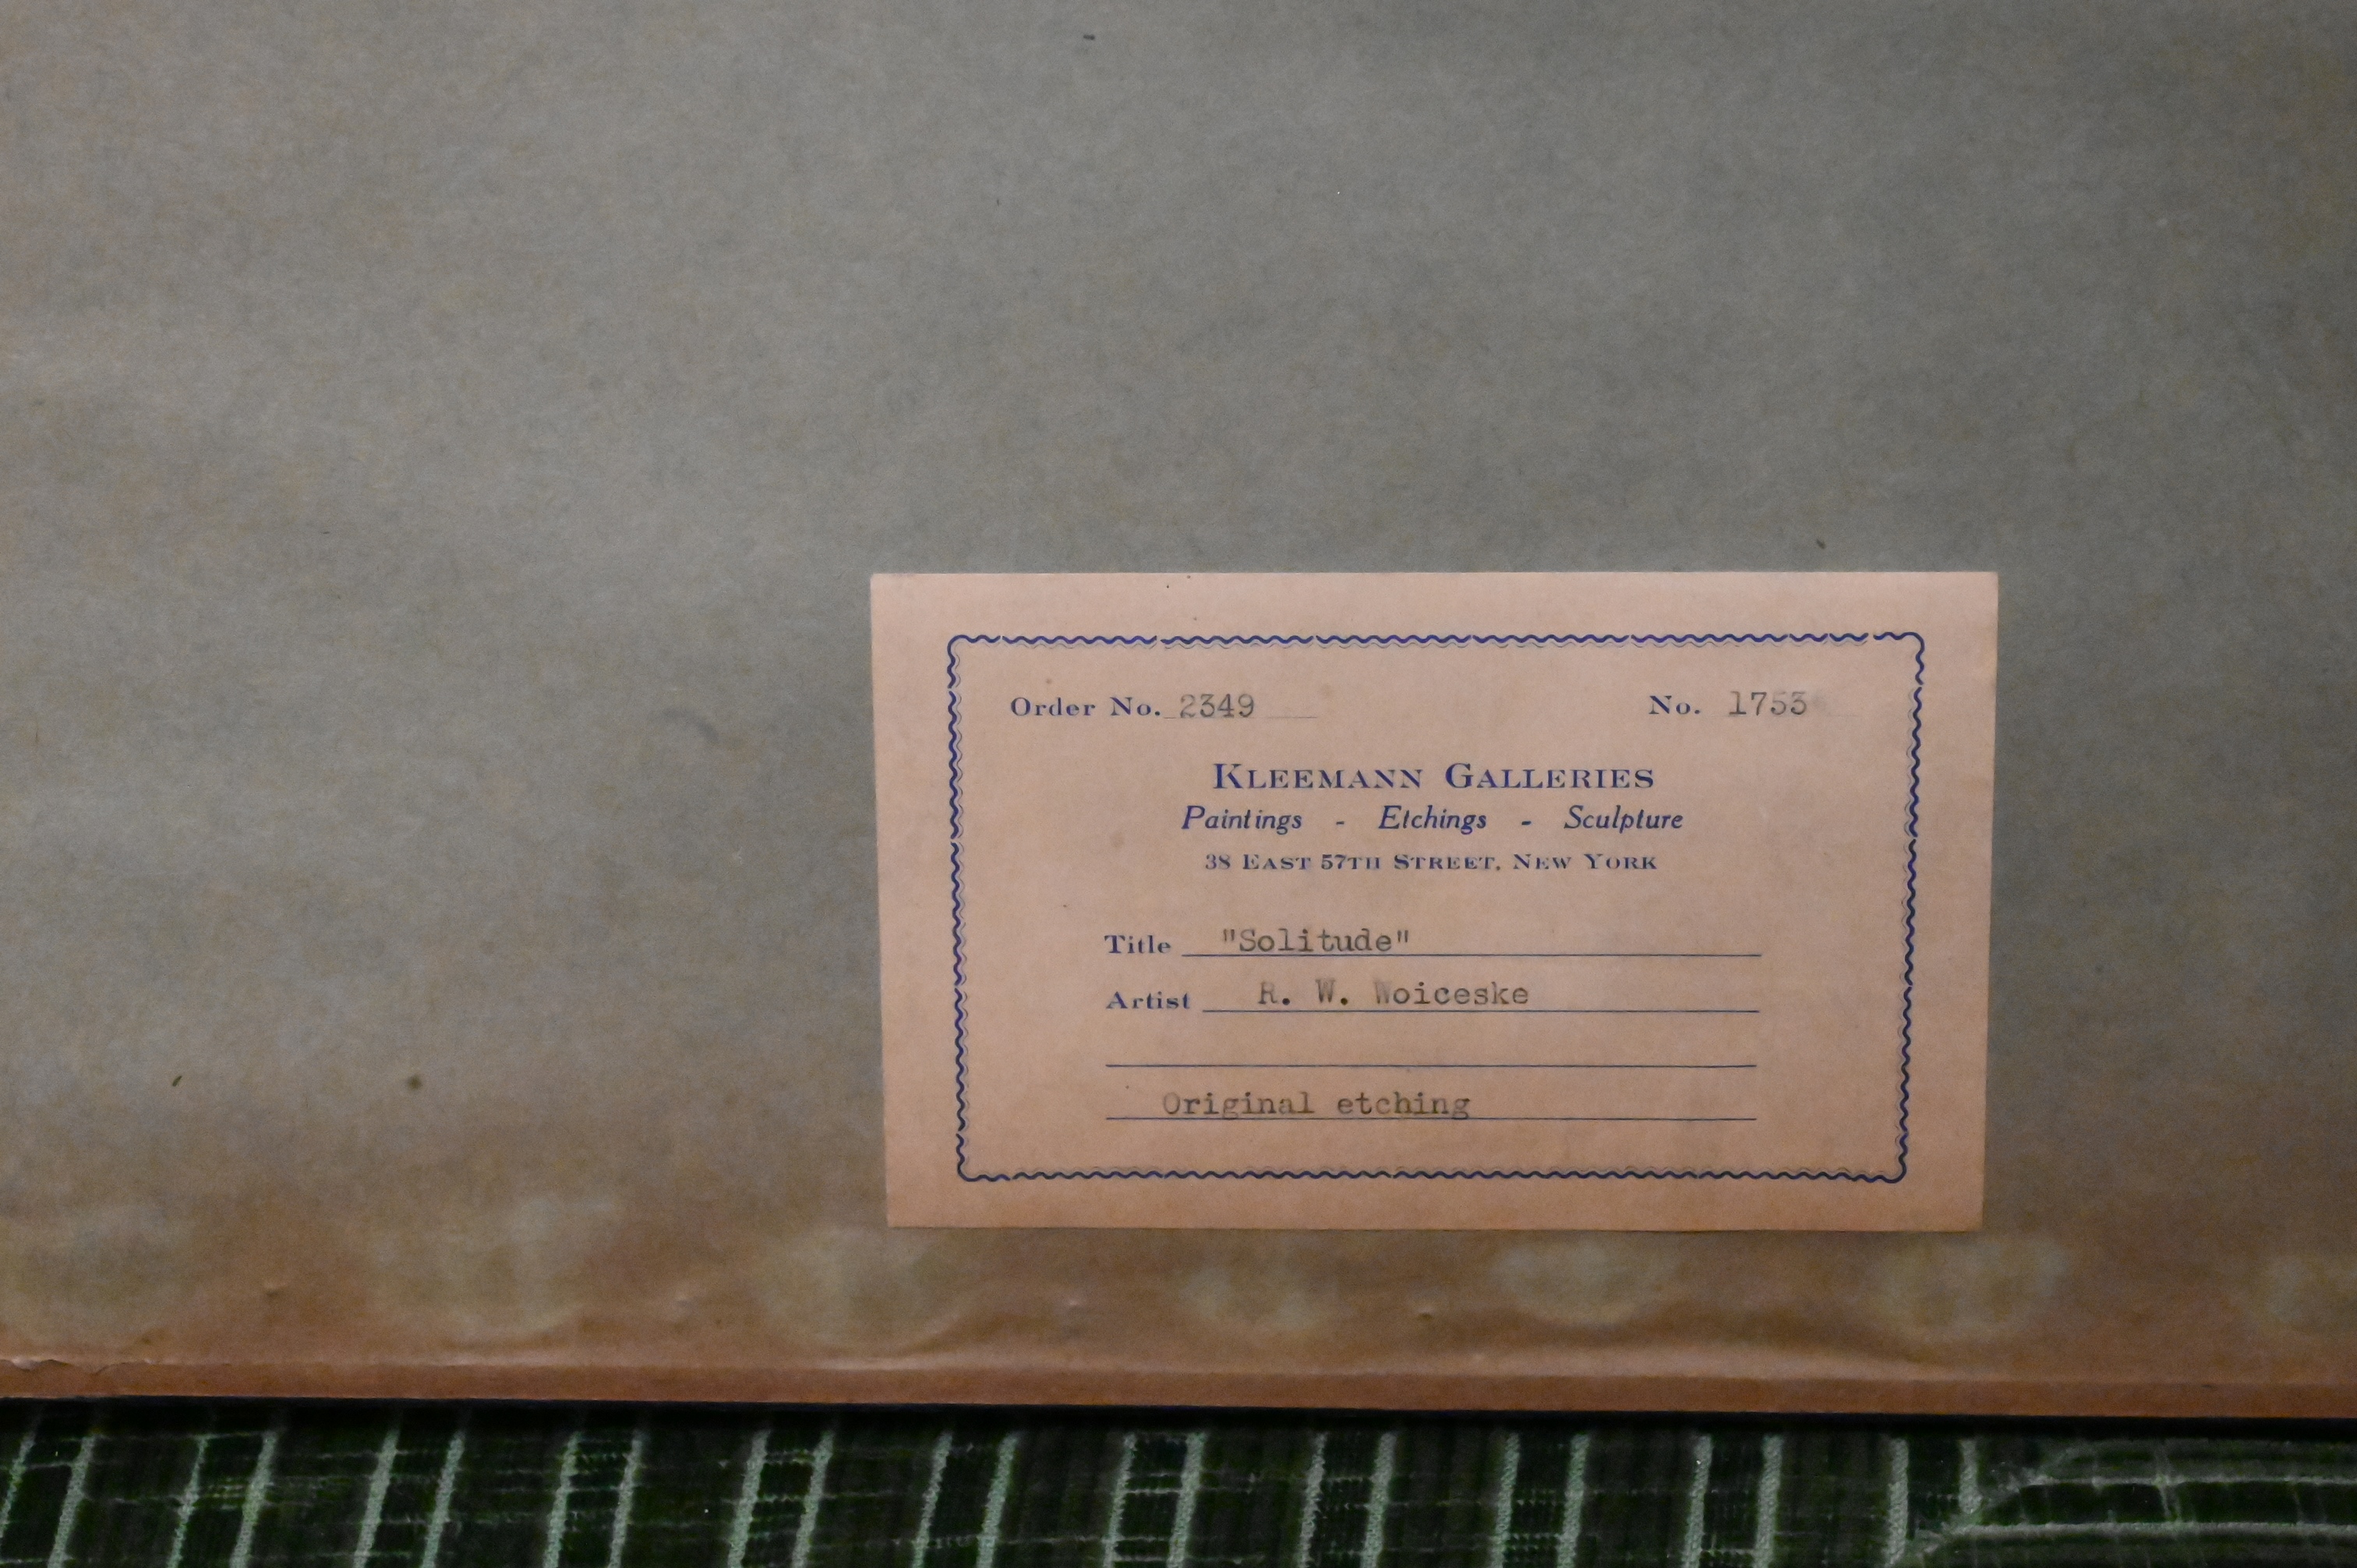 Order No. 2349 No. 1753
KLEEMANN GALLERIES
Paintings - Etchings - Sculpture
38 EAST 57TH STREET, NEW YORK
Title "Solitude"
Artist R. W. Woiceske
Original etching